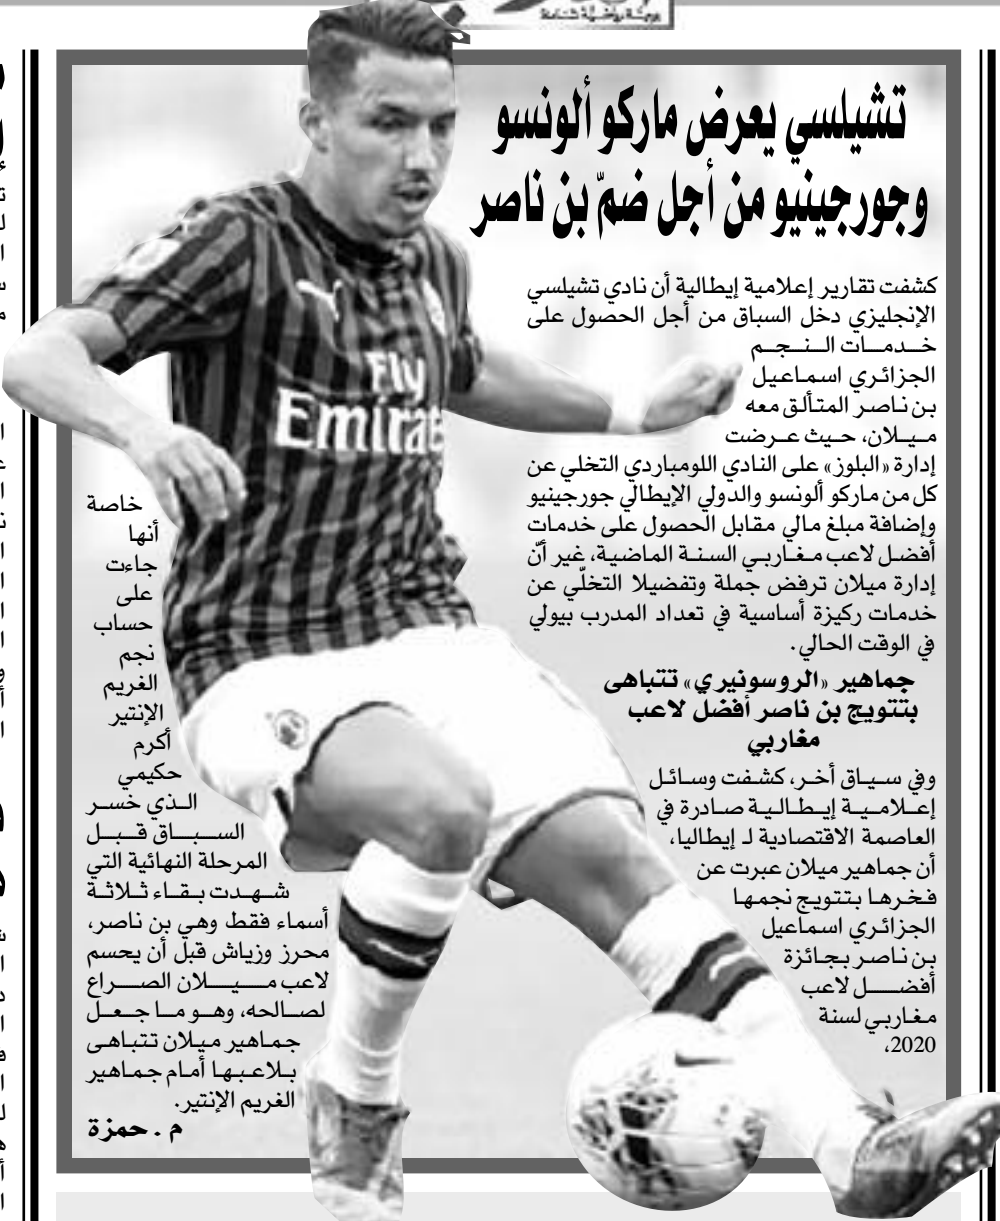 تشيلسي يعرض ماركو ألونسو
وجورجينيو من أجل ضمّ بن ناصر
كشفت تقارير إعلامية إيطالية أن نادي تشيلسي
الإنجليزي دخل السباق من أجل الحصول على
خدمات النجم
الجزائري اسماعيل
بن ناصر المتألق معه
ميلان، حيث عرضت
إدارة «البلوز» على النادي اللومباردي التخلي عن
كل من ماركو ألونسو والدولي الإيطالي جورجينيو
وإضافة مبلغ مالي مقابل الحصول على خدمات
أفضل لاعب مغاربي السنة الماضية، غير أنّ
إدارة ميلان ترفض جملة وتفضيلا التخلّي عن
خدمات ركيزة أساسية في تعداد المدرب بيولي
في الوقت الحالي.
جماهير «الروسونيري» تتباهى
بتتويج بن ناصر أفضل لاعب
مغاربي
وفي سياق أخر، كشفت وسائل
إعلامية إيطالية صادرة في
العاصمة الاقتصادية لـ إيطاليا،
أن جماهير ميلان عبرت عن
فخرها بتتويج نجمها
الجزائري اسماعيل
بن ناصر بجائزة
أفضل لاعب
مغاربي لسنة
2020،
خاصة
أنها
جاءت
على
حساب
نجم
الغريم
الإنتير
أكرم
حكيمي
الذي خسر
السباق قبل
المرحلة النهائية التي
شهدت بقاء ثلاثة
أسماء فقط وهي بن ناصر،
محرز وزياش قبل أن يحسم
لاعب ميلان الصراع
لصالحه، وهو ما جعل
جماهير ميلان تتباهى
بلاعبها أمام جماهير
الغريم الإنتير.
م . حمزة
Fly
Emirates